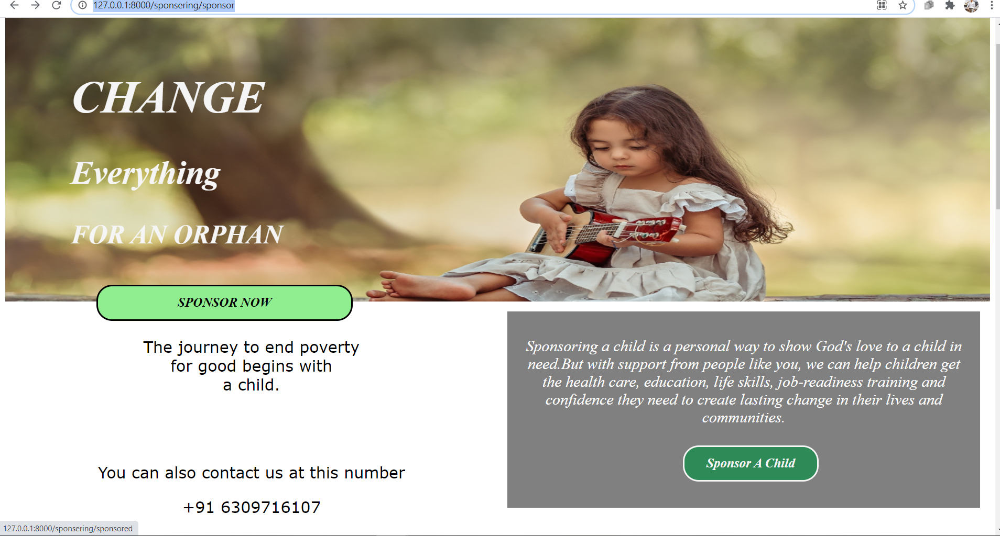 127.0.0.1:8000/sponsering/sponsor
CHANGE
Everything
FOR AN ORPHAN
SPONSOR NOW
The journey to end poverty
for good begins with
a child.
You can also contact us at this number
+91 6309716107
Sponsoring a child is a personal way to show God's love to a child in
need.But with support from people like you, we can help children get
the health care, education, life skills, job-readiness training and
confidence they need to create lasting change in their lives and
communities.
Sponsor A Child
127.0.0.1:8000/sponsering/sponsored